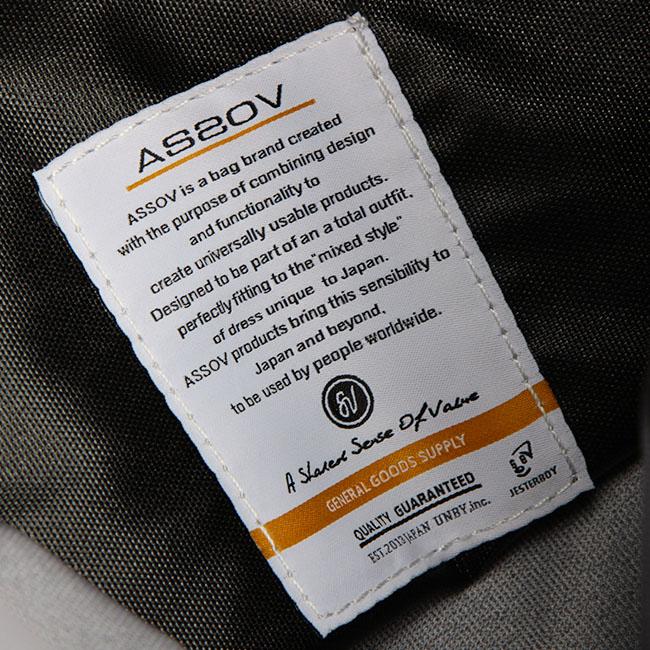 ASSOV
ASSOV is a bag brand created
with the purpose of combining design
and functionality to
create universally usable products.
Designed to be part of an a total outfit,
perfectly fitting to the "mixed style"
of dress unique to Japan.
ASSOV products bring this sensibility to
Japan and beyond,
to be used by people worldwide.
SV
A Shared Sense Of Value
GENERAL GOODS SUPPLY
QUALITY GUARANTEED
EST.2013 JAPAN UNBY,inc.
JESTERBOY